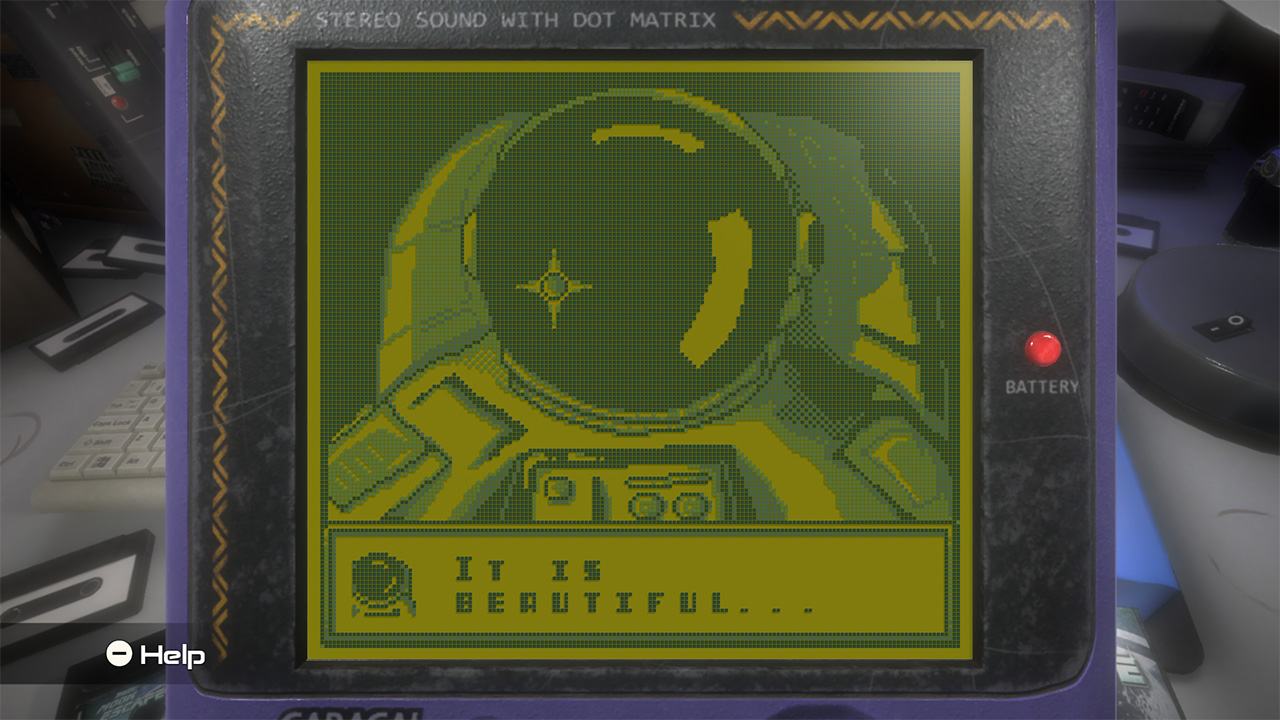 STEREO SOUND WITH DOT MATRIX
BATTERY
IT IS
BEAUTIFUL...
Help